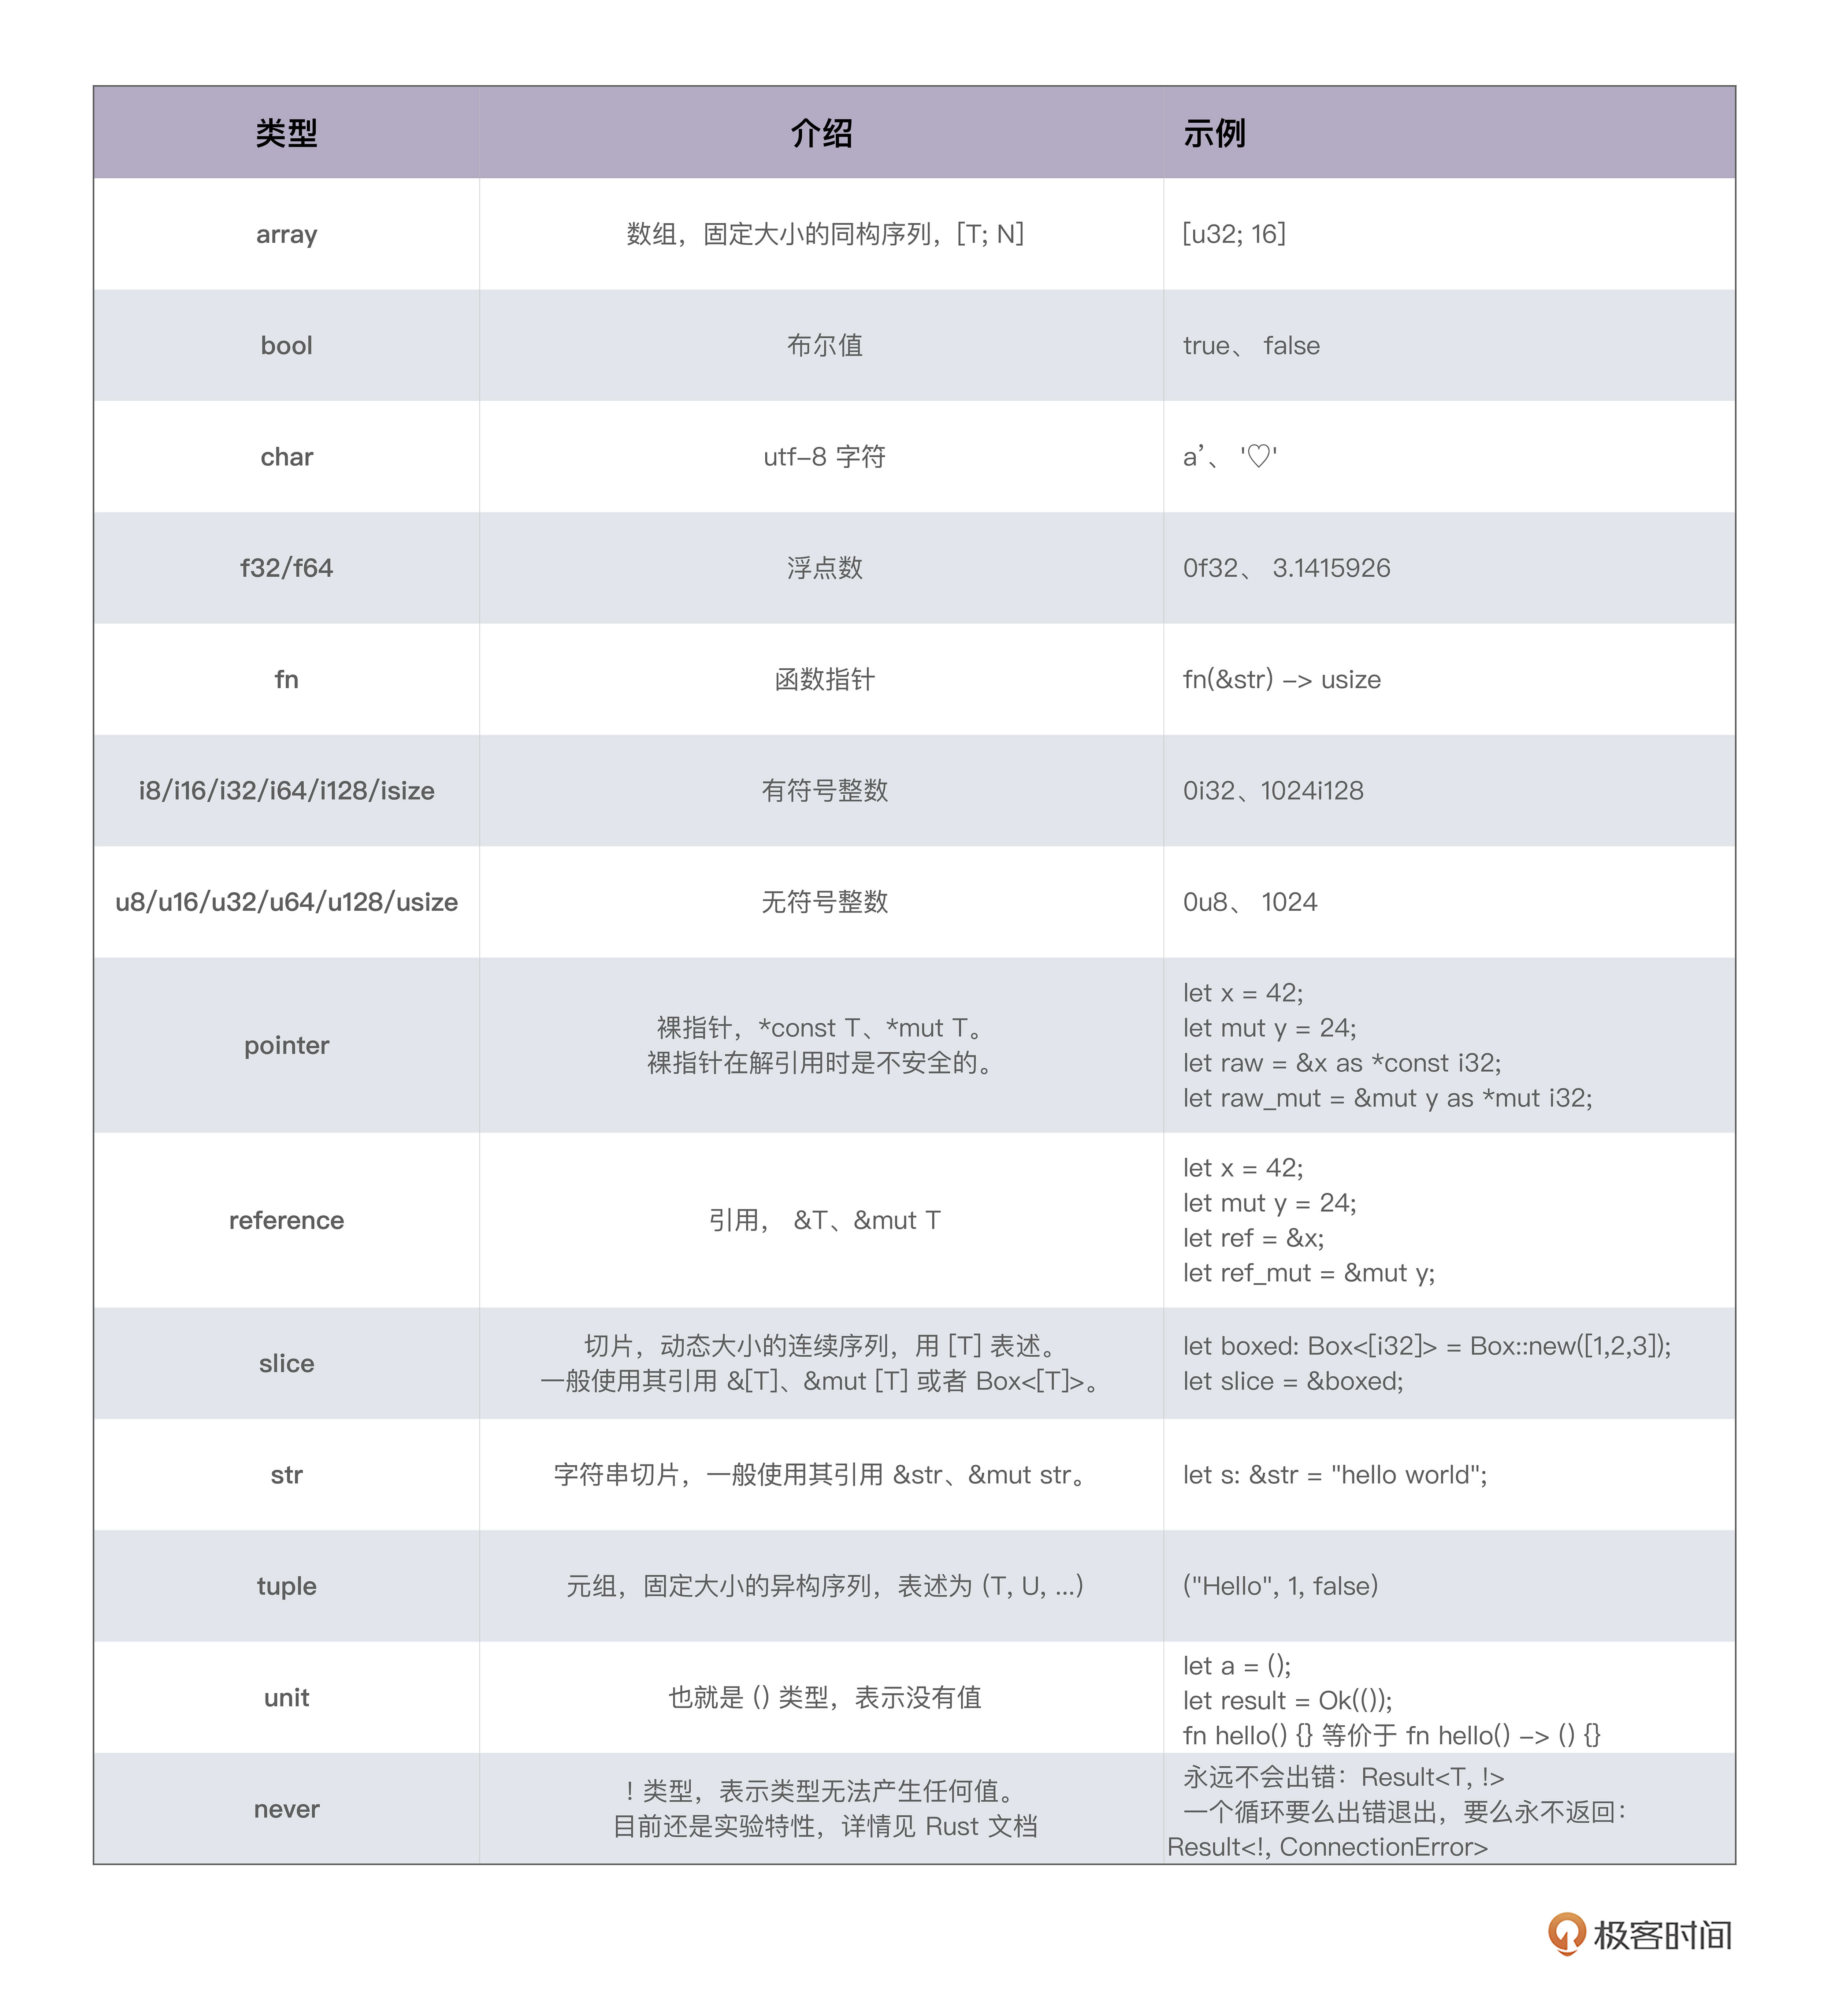 类型 介绍 示例
array 数组，固定大小的同构序列，[T; N] [u32; 16]
bool 布尔值 true、 false
char utf-8 字符 a’、 '♡'
f32/f64 浮点数 0f32、 3.1415926
fn 函数指针 fn(&str) -> usize
i8/i16/i32/i64/i128/isize 有符号整数 0i32、1024i128
u8/u16/u32/u64/u128/usize 无符号整数 0u8、 1024
pointer
裸指针，*const T、*mut T。
裸指针在解引用时是不安全的。
let x = 42;
let mut y = 24;
let raw = &x as *const i32;
let raw_mut = &mut y as *mut i32;
reference
引用， &T、&mut T
let x = 42;
let mut y = 24;
let ref = &x;
let ref_mut = &mut y;
slice
切片，动态大小的连续序列，用 [T] 表述。
一般使用其引用 &[T]、&mut [T] 或者 Box<[T]>。
let boxed: Box<[i32]> = Box::new([1,2,3]);
let slice = &boxed;
str 字符串切片，一般使用其引用 &str、&mut str。 let s: &str = "hello world";
tuple 元组，固定大小的异构序列，表述为 (T, U, ...) ("Hello", 1, false)
unit
也就是 () 类型，表示没有值
let a = ();
let result = Ok(());
fn hello() {} 等价于 fn hello() -> () {}
never
! 类型，表示类型无法产生任何值。
目前还是实验特性，详情见 Rust 文档
永远不会出错：Result<T, !>
一个循环要么出错退出，要么永不返回：
Result<!, ConnectionError>
极客时间